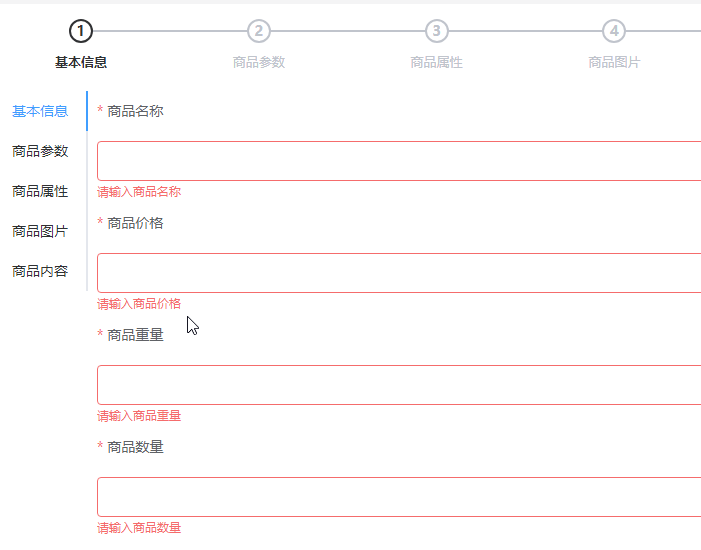 1 2 3 4
基本信息 商品参数 商品属性 商品图片
基本信息
商品参数
商品属性
商品图片
商品内容
* 商品名称
请输入商品名称
* 商品价格
请输入商品价格
* 商品重量
请输入商品重量
* 商品数量
请输入商品数量